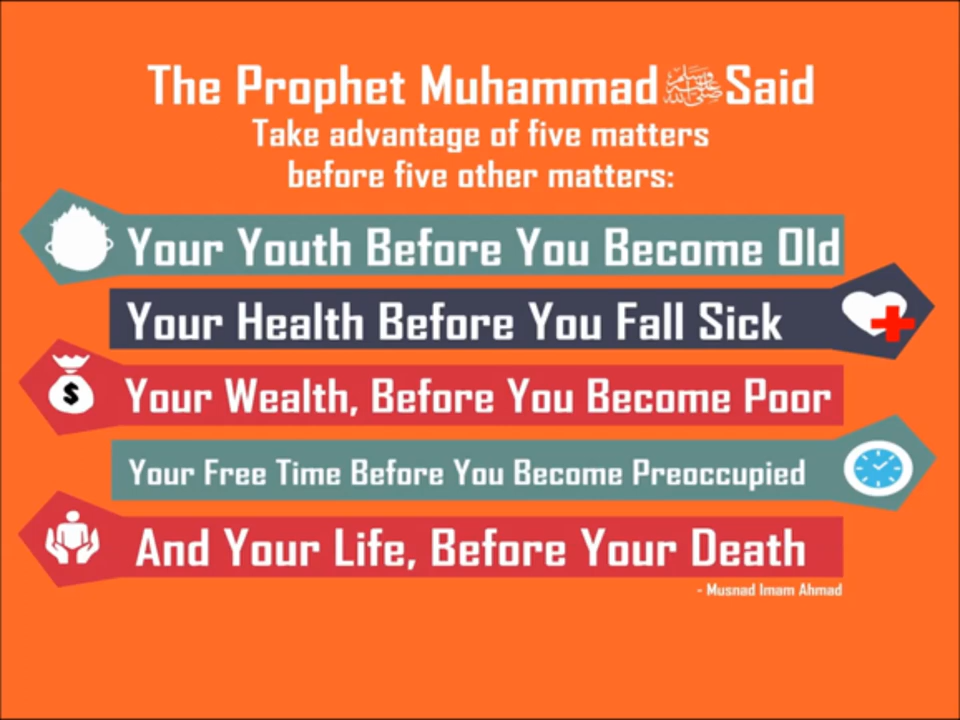 The Prophet Muhammad ﷺ Said
Take advantage of five matters
before five other matters:
Your Youth Before You Become Old
Your Health Before You Fall Sick
$
Your Wealth, Before You Become Poor
Your Free Time Before You Become Preoccupied
And Your Life, Before Your Death
- Musnad Imam Ahmad